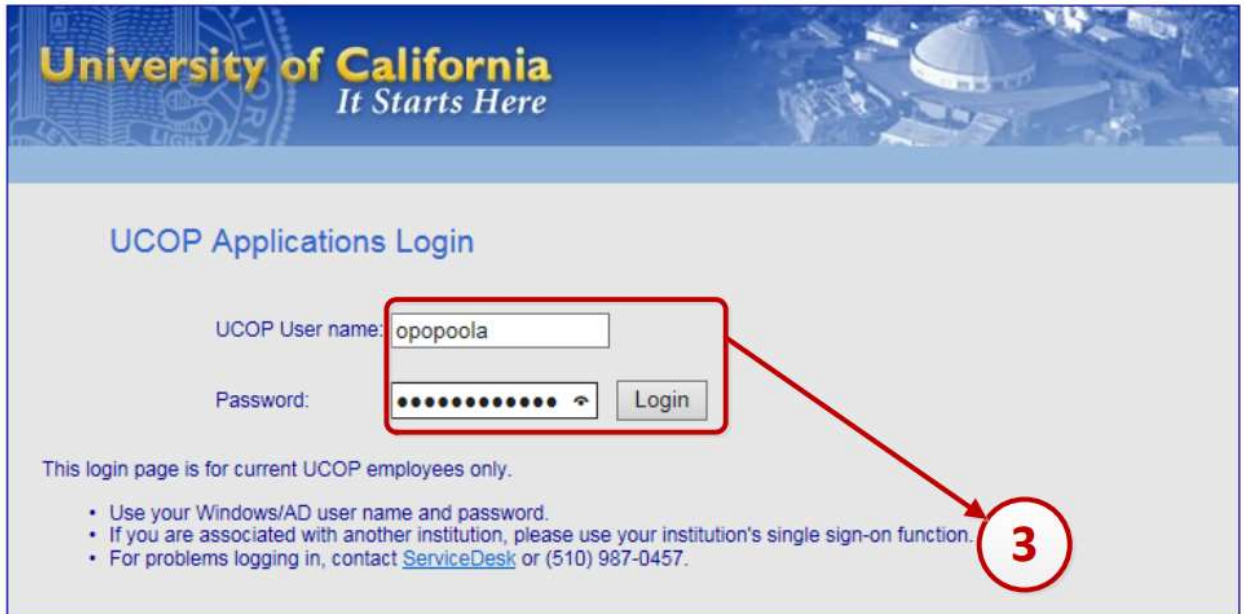 University of California
It Starts Here
UCOP Applications Login
UCOP User name: opopoola
Password: ●●●●●●●●●●●● Login
This login page is for current UCOP employees only.
• Use your Windows/AD user name and password.
• If you are associated with another institution, please use your institution's single sign-on function.
• For problems logging in, contact ServiceDesk or (510) 987-0457.
3